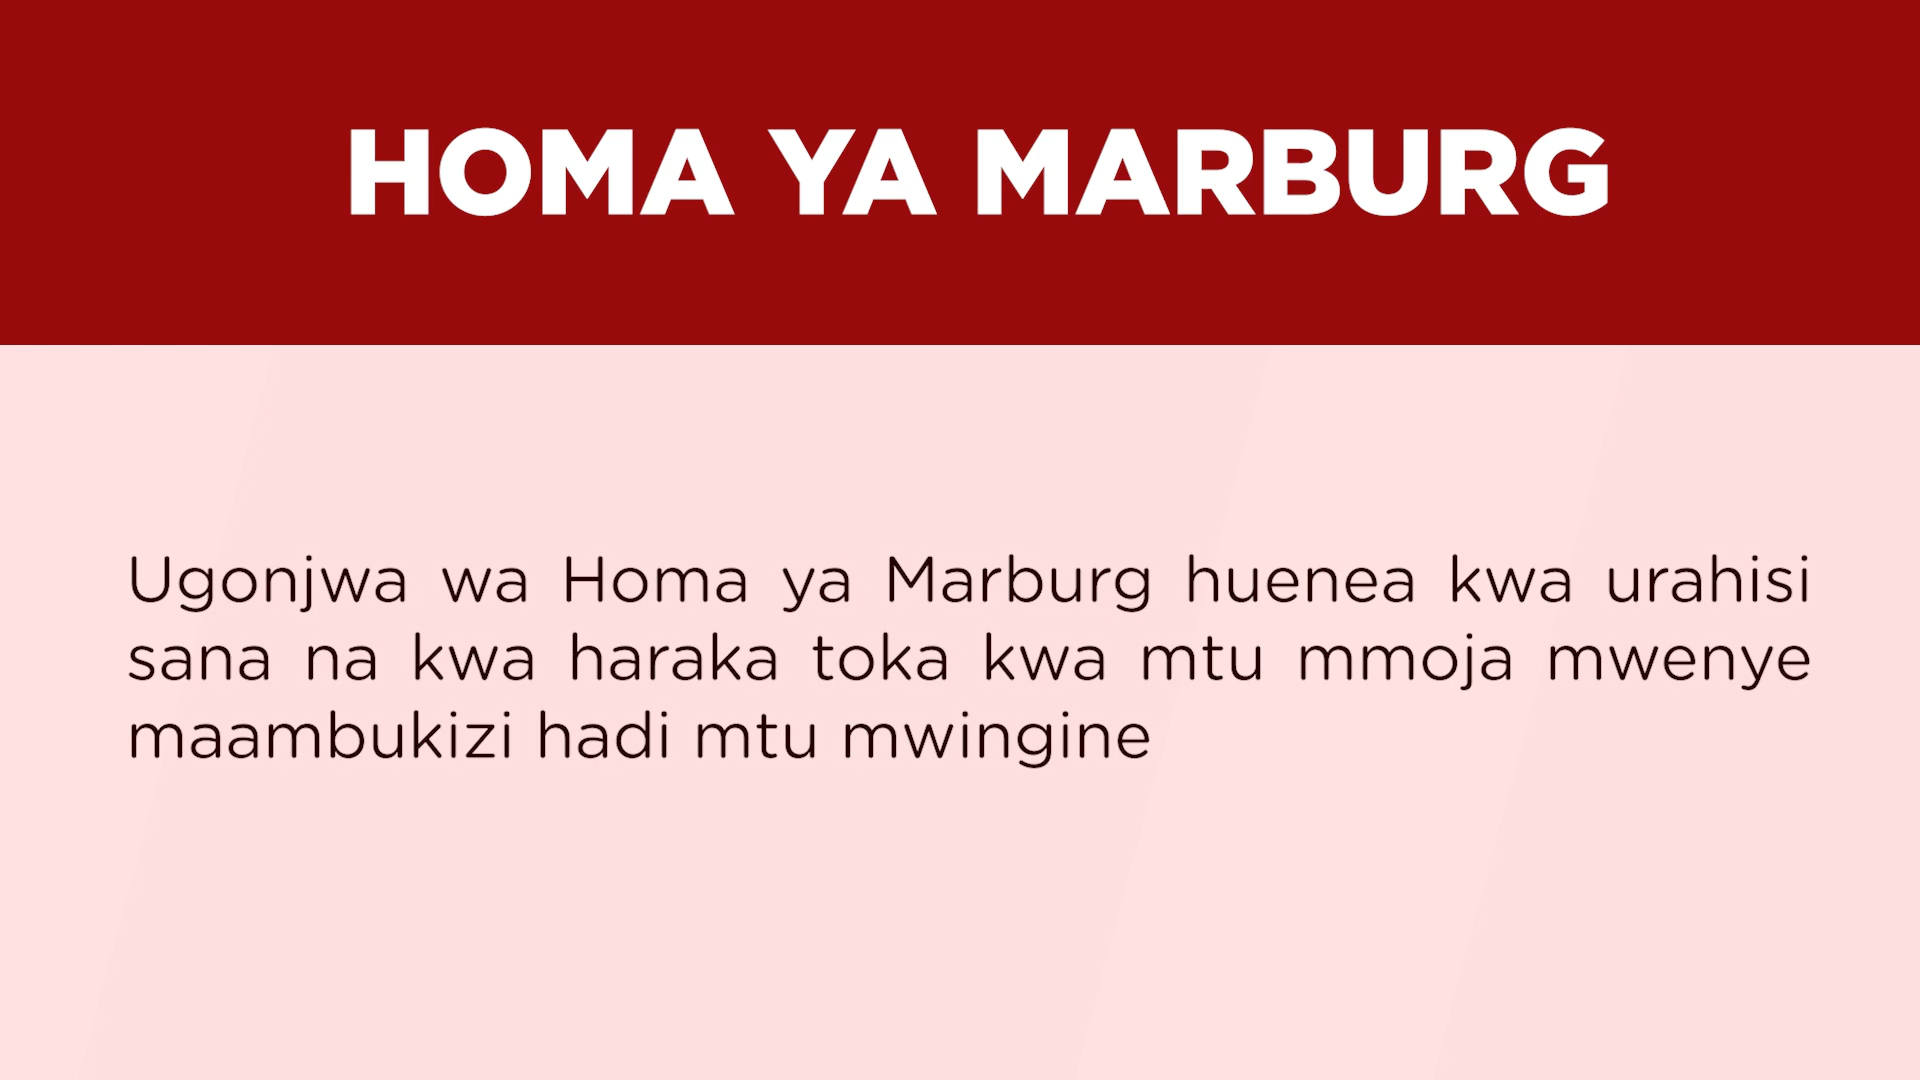 HOMA YA MARBURG
Ugonjwa wa Homa ya Marburg huenea kwa urahisi
sana na kwa haraka toka kwa mtu mmoja mwenye
maambukizi hadi mtu mwingine